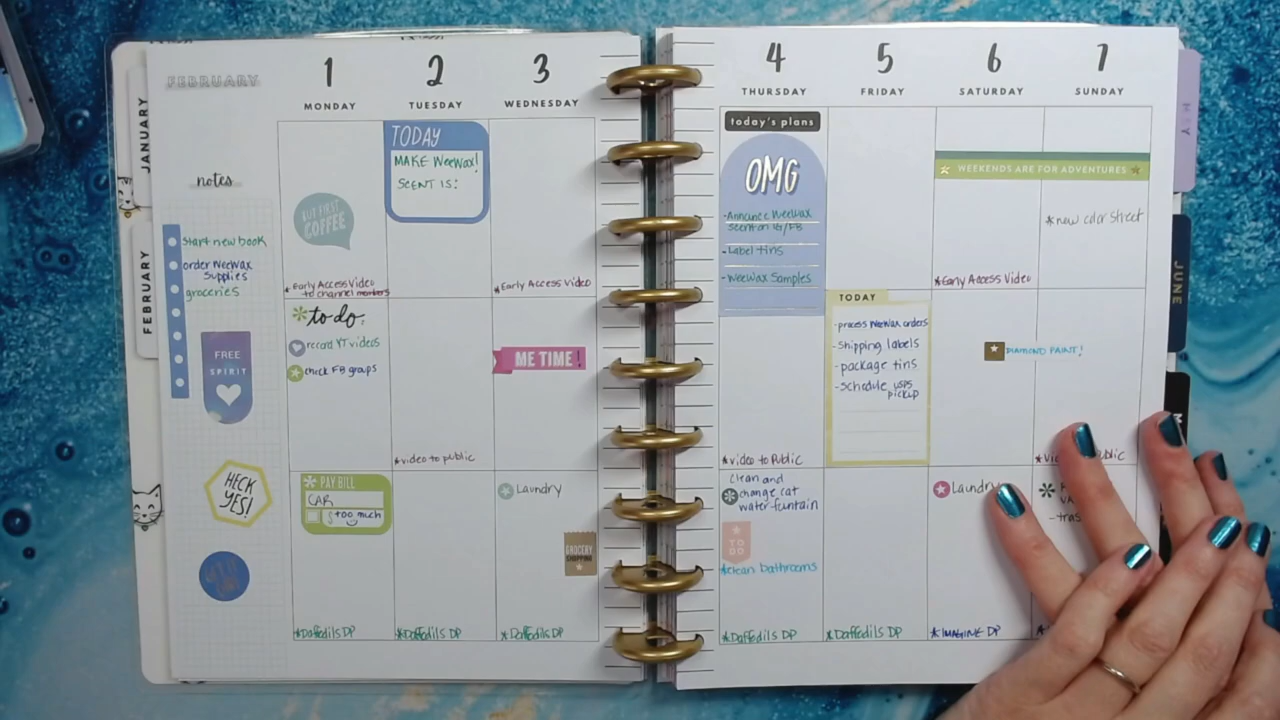 FEBRUARY
JANUARY
FEBRUARY
notes
start new book
order WeeWax
supplies
groceries
FREE
SPIRIT
HECK
YES!
1
MONDAY
BUT FIRST
COFFEE
* Early Access Video
to channel members
to do.
record YT videos
check FB groups
PAY BILL
CAR
$ too much
*Daffodils DP
2
TUESDAY
TODAY
MAKE WeeWax!
SCENT IS:
*video to public
*Daffodils DP
3
WEDNESDAY
*Early Access Video
ME TIME!
Laundry
GROCERY
SHOPPING
*Daffodils DP
4
THURSDAY
today's plans
OMG
-Announce WeeWax
scent on IG/FB
-Label tins
-WeeWax Samples
*video to Public
clean and
change cat
water fountain
TO
DO
*clean bathrooms
*Daffodils DP
5
FRIDAY
TODAY
-process WeeWax orders
-Shipping labels
-package tins
-schedule USPS
pickup
*Daffodils DP
6
SATURDAY
WEEKENDS ARE FOR ADVENTURES
*Early Access Video
DIAMOND PAINT!
Laundry
*IMAGINE DP
7
SUNDAY
*new color street
JUNE